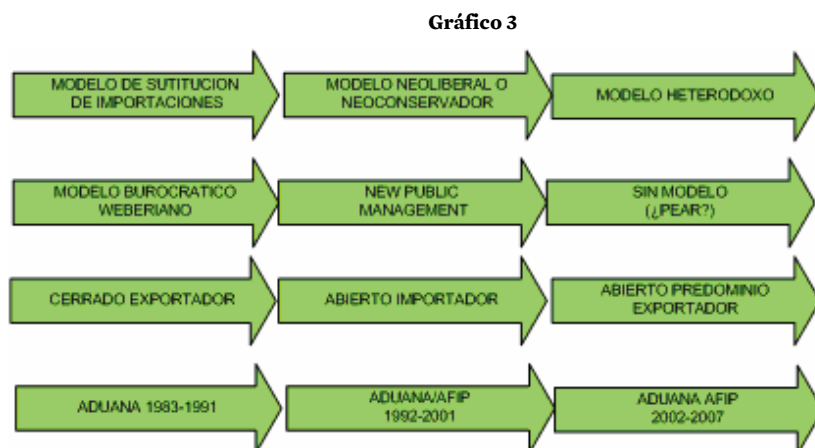 Gráfico 3
MODELO DE SUTITUCION
DE IMPORTACIONES
MODELO NEOLIBERAL O
NEOCONSERVADOR
MODELO HETERODOXO
MODELO BUROCRATICO
WEBERIANO
NEW PUBLIC
MANAGEMENT
SIN MODELO
(¿PEAR?)
CERRADO EXPORTADOR
ABIERTO IMPORTADOR
ABIERTO PREDOMINIO
EXPORTADOR
ADUANA 1983-1991
ADUANA/AFIP
1992-2001
ADUANA AFIP
2002-2007